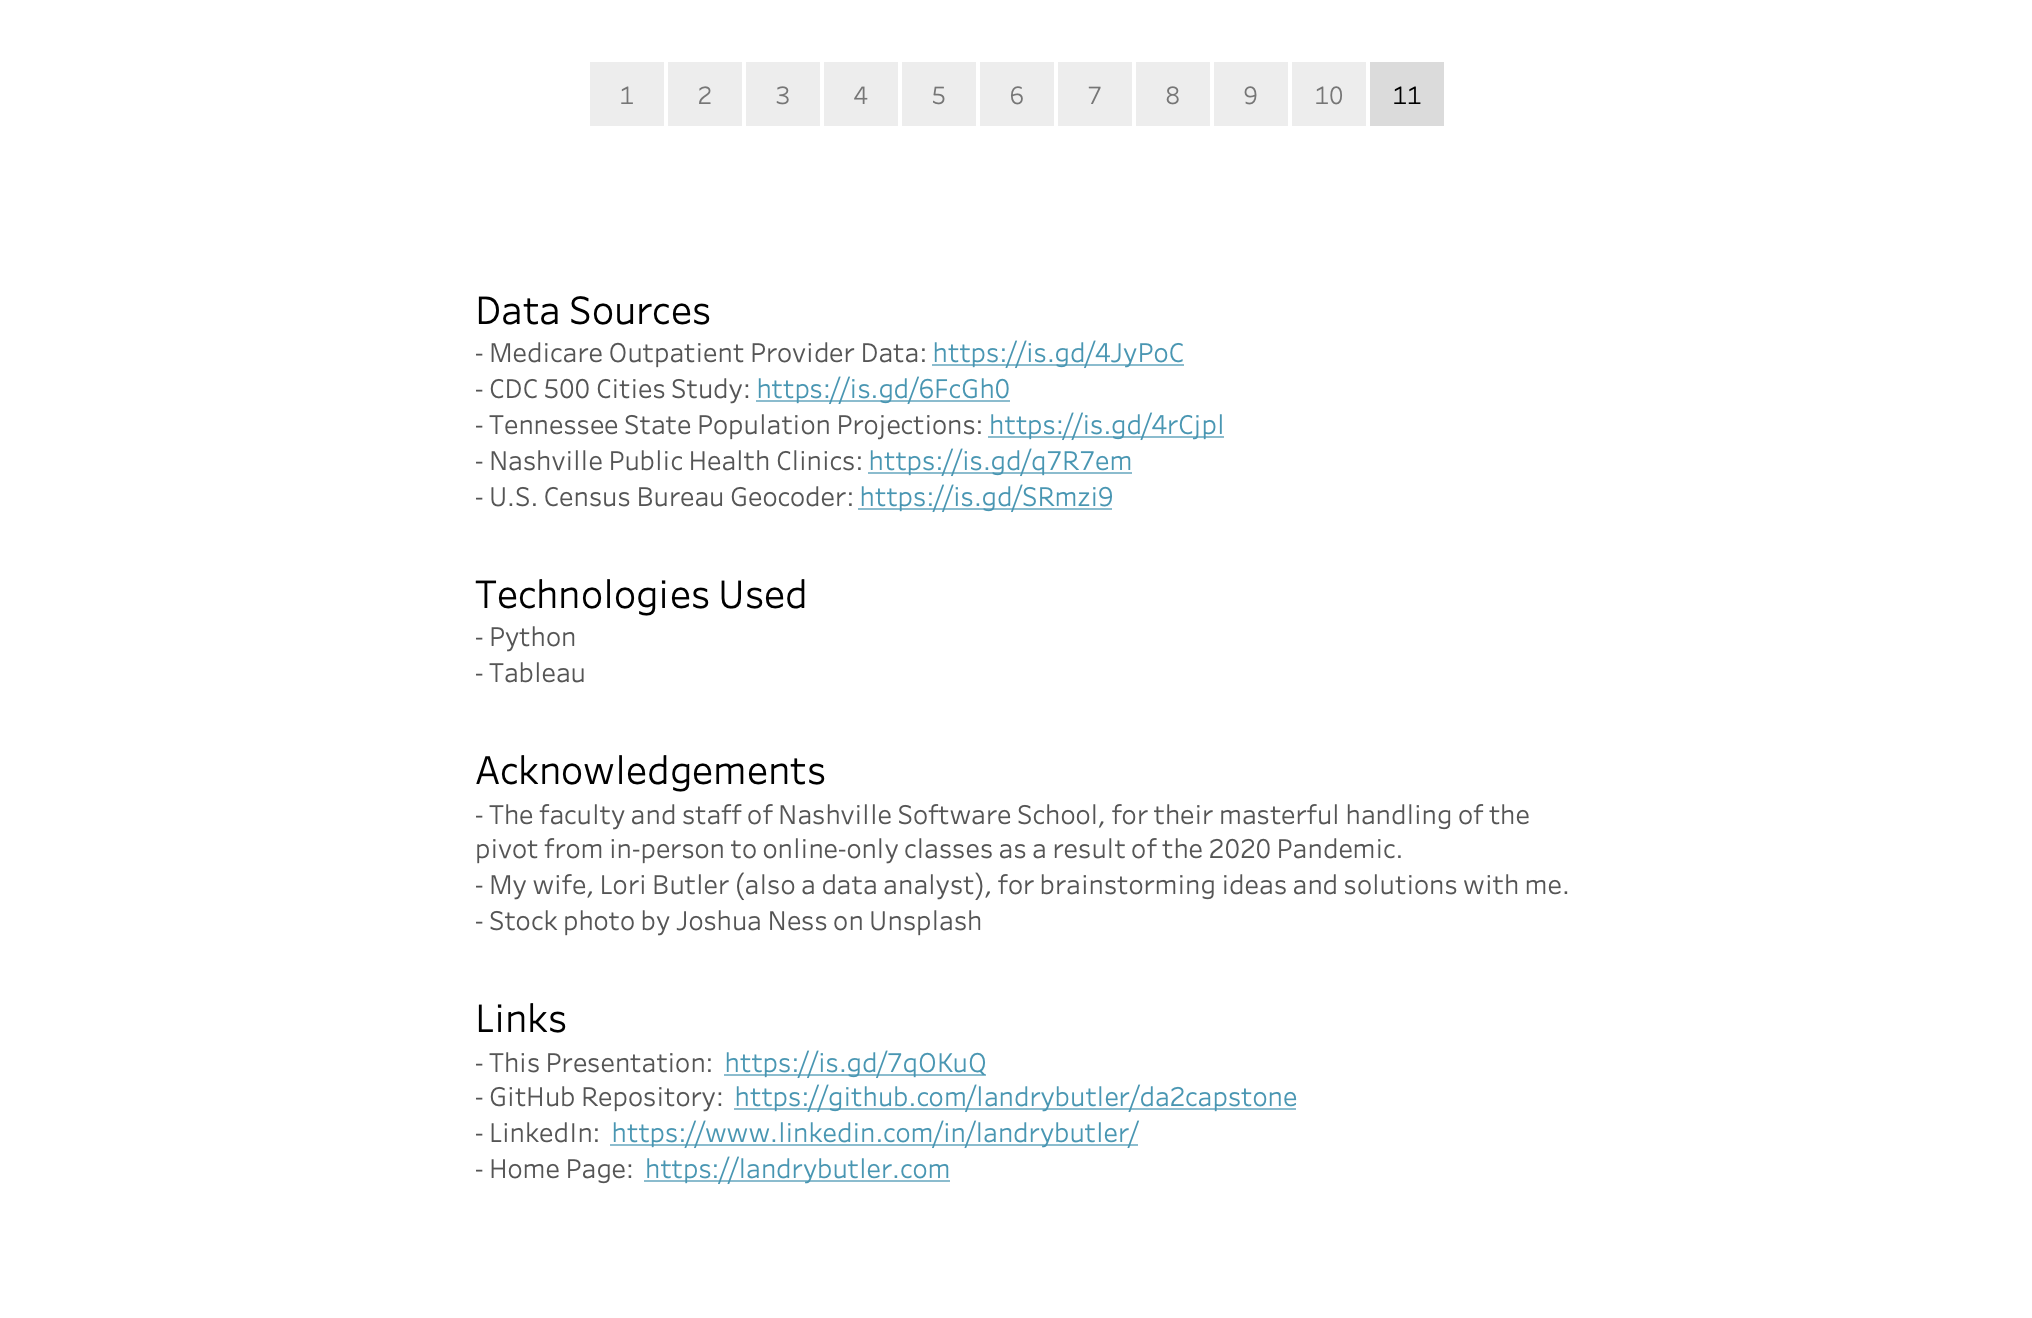 1 2 3 4 5 6 7 8 9 10 11
Data Sources
- Medicare Outpatient Provider Data: https://is.gd/4JyPoC
- CDC 500 Cities Study: https://is.gd/6FcGh0
- Tennessee State Population Projections: https://is.gd/4rCjpl
- Nashville Public Health Clinics: https://is.gd/q7R7em
- U.S. Census Bureau Geocoder: https://is.gd/SRmzi9
Technologies Used
- Python
- Tableau
Acknowledgements
- The faculty and staff of Nashville Software School, for their masterful handling of the
pivot from in-person to online-only classes as a result of the 2020 Pandemic.
- My wife, Lori Butler (also a data analyst), for brainstorming ideas and solutions with me.
- Stock photo by Joshua Ness on Unsplash
Links
- This Presentation: https://is.gd/7qOKuQ
- GitHub Repository: https://github.com/landrybutler/da2capstone
- LinkedIn: https://www.linkedin.com/in/landrybutler/
- Home Page: https://landrybutler.com